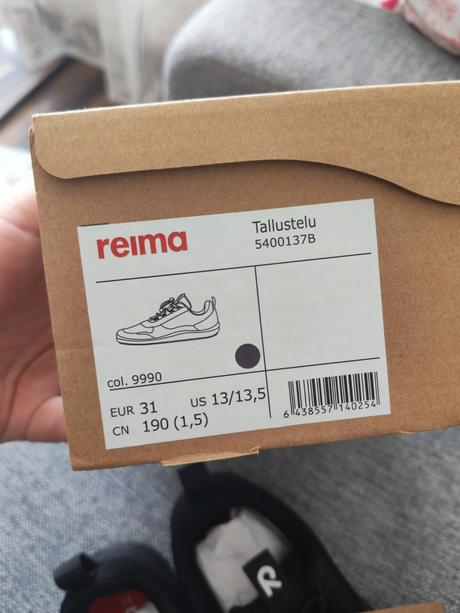 reima
Tallustelu
5400137B
col. 9990
EUR 31 US 13/13,5
CN 190 (1,5)
6 438557 140254